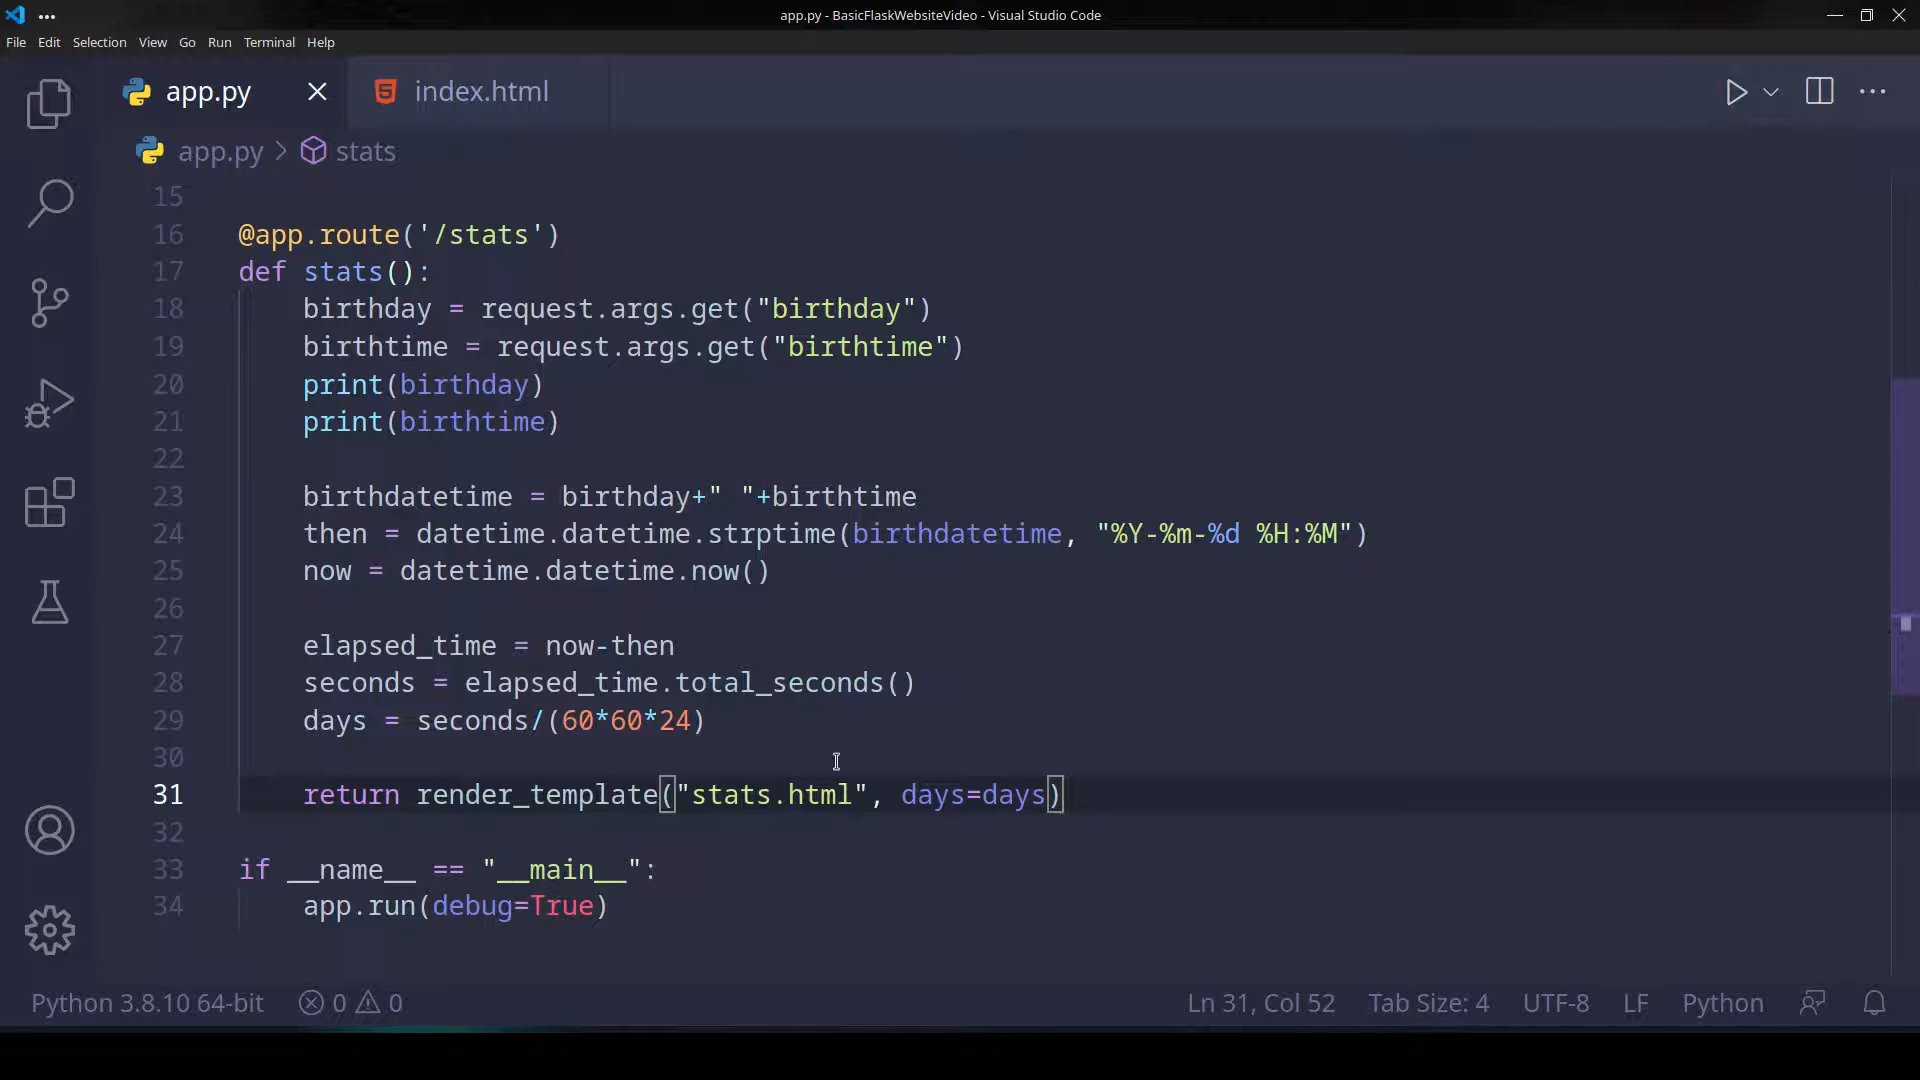 app.py - BasicFlaskWebsiteVideo - Visual Studio Code
File Edit Selection View Go Run Terminal Help
app.py index.html
app.py > stats
15
16 @app.route('/stats')
17 def stats():
18 birthday = request.args.get("birthday")
19 birthtime = request.args.get("birthtime")
20 print(birthday)
21 print(birthtime)
22
23 birthdatetime = birthday+" "+birthtime
24 then = datetime.datetime.strptime(birthdatetime, "%Y-%m-%d %H:%M")
25 now = datetime.datetime.now()
26
27 elapsed_time = now-then
28 seconds = elapsed_time.total_seconds()
29 days = seconds/(60*60*24)
30
31 return render_template("stats.html", days=days)
32
33 if __name__ == "__main__":
34 app.run(debug=True)
Python 3.8.10 64-bit 0 0 Ln 31, Col 52 Tab Size: 4 UTF-8 LF Python